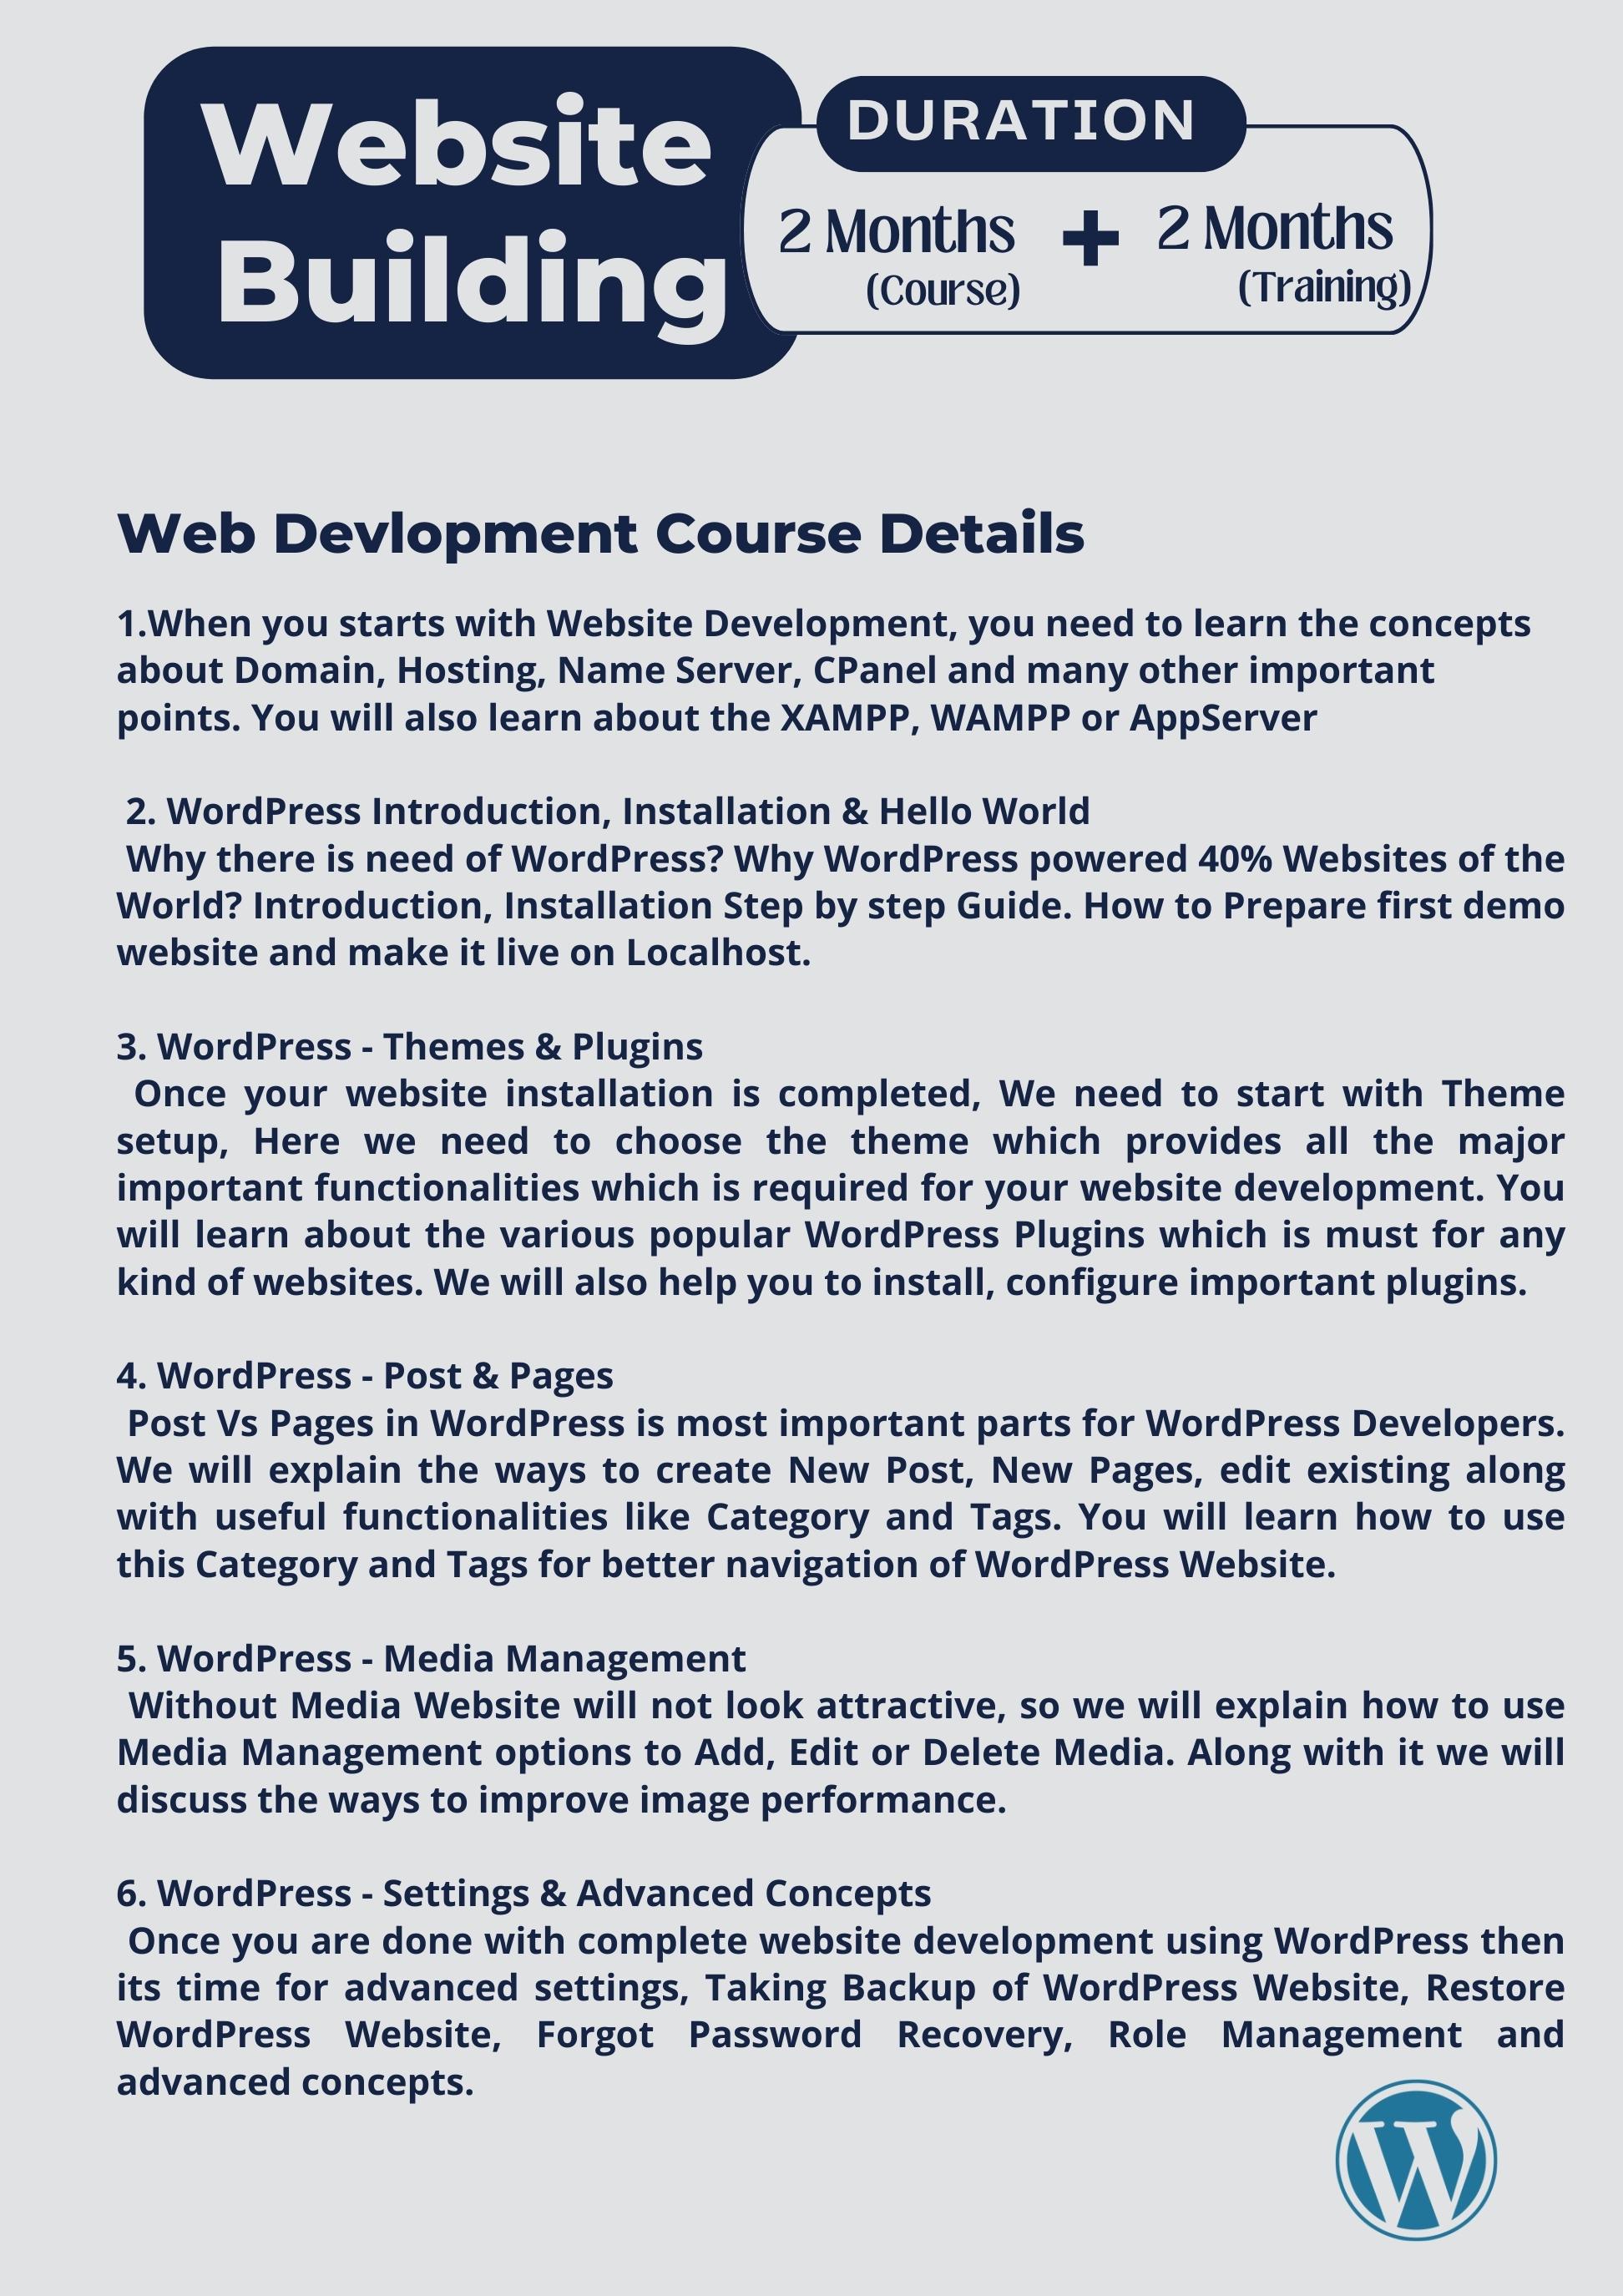 Website
Building
DURATION
2 Months + 2 Months
(Course) (Training)
Web Devlopment Course Details
1.When you starts with Website Development, you need to learn the concepts
about Domain, Hosting, Name Server, CPanel and many other important
points. You will also learn about the XAMPP, WAMPP or AppServer
2. WordPress Introduction, Installation & Hello World
Why there is need of WordPress? Why WordPress powered 40% Websites of the
World? Introduction, Installation Step by step Guide. How to Prepare first demo
website and make it live on Localhost.
3. WordPress - Themes & Plugins
Once your website installation is completed, We need to start with Theme
setup, Here we need to choose the theme which provides all the major
important functionalities which is required for your website development. You
will learn about the various popular WordPress Plugins which is must for any
kind of websites. We will also help you to install, configure important plugins.
4. WordPress - Post & Pages
Post Vs Pages in WordPress is most important parts for WordPress Developers.
We will explain the ways to create New Post, New Pages, edit existing along
with useful functionalities like Category and Tags. You will learn how to use
this Category and Tags for better navigation of WordPress Website.
5. WordPress - Media Management
Without Media Website will not look attractive, so we will explain how to use
Media Management options to Add, Edit or Delete Media. Along with it we will
discuss the ways to improve image performance.
6. WordPress - Settings & Advanced Concepts
Once you are done with complete website development using WordPress then
its time for advanced settings, Taking Backup of WordPress Website, Restore
WordPress Website, Forgot Password Recovery, Role Management and
advanced concepts.
W